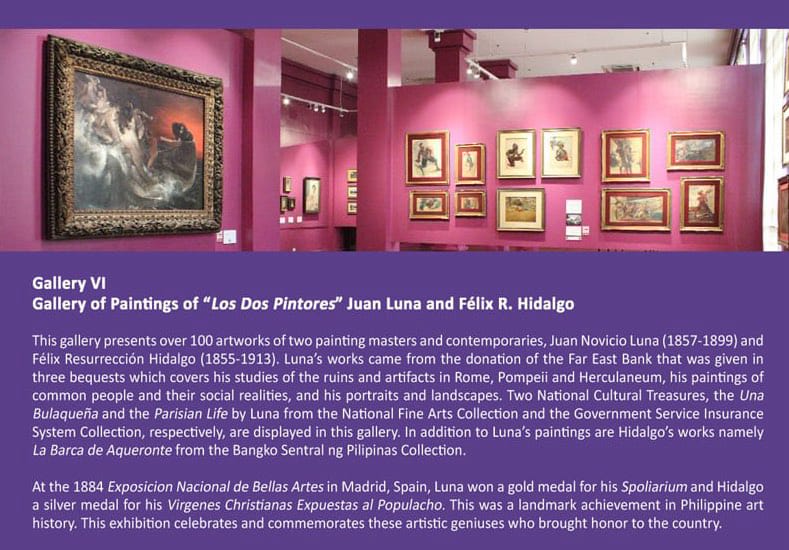 Gallery VI
Gallery of Paintings of “Los Dos Pintores” Juan Luna and Félix R. Hidalgo
This gallery presents over 100 artworks of two painting masters and contemporaries, Juan Novicio Luna (1857-1899) and
Félix Resurrección Hidalgo (1855-1913). Luna’s works came from the donation of the Far East Bank that was given in
three bequests which covers his studies of the ruins and artifacts in Rome, Pompeii and Herculaneum, his paintings of
common people and their social realities, and his portraits and landscapes. Two National Cultural Treasures, the Una
Bulaqueña and the Parisian Life by Luna from the National Fine Arts Collection and the Government Service Insurance
System Collection, respectively, are displayed in this gallery. In addition to Luna’s paintings are Hidalgo’s works namely
La Barca de Aqueronte from the Bangko Sentral ng Pilipinas Collection.
At the 1884 Exposicion Nacional de Bellas Artes in Madrid, Spain, Luna won a gold medal for his Spoliarium and Hidalgo
a silver medal for his Virgenes Christianas Expuestas al Populacho. This was a landmark achievement in Philippine art
history. This exhibition celebrates and commemorates these artistic geniuses who brought honor to the country.